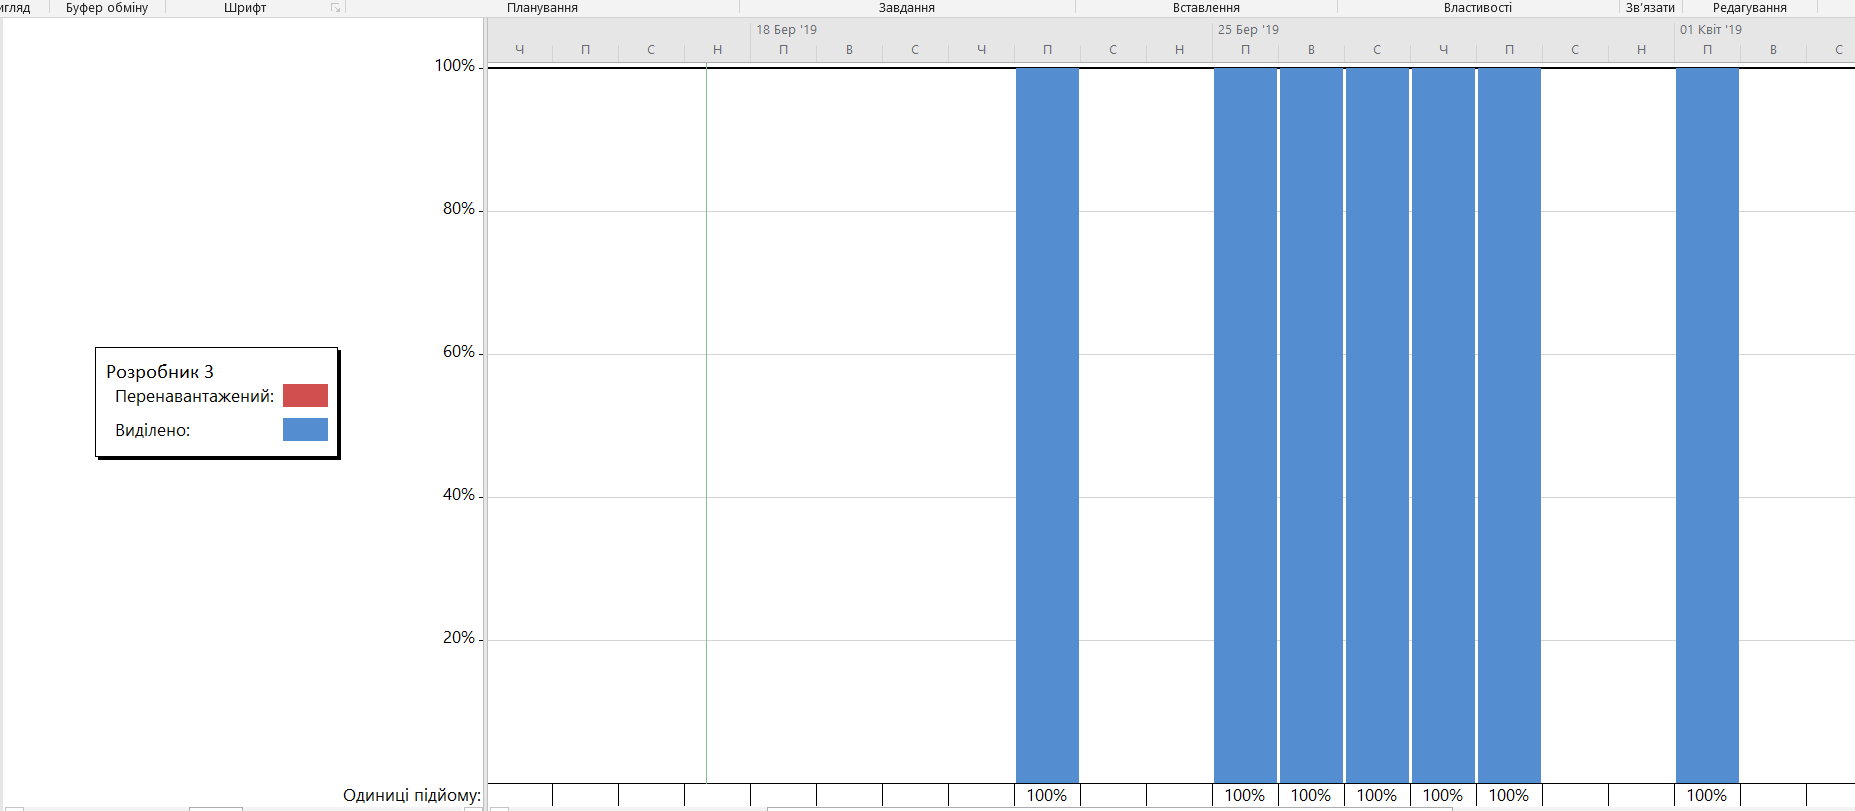 игляд Буфер обміну Шрифт Планування Завдання Вставлення Властивості Зв'язати Редагування
18 Бер '19 25 Бер '19 01 Квіт '19
Ч П С Н П В С Ч П С Н П В С Ч П С Н П В С
100%
80%
60%
40%
20%
Розробник 3
Перенавантажений:
Виділено:
Одиниці підйому: 100% 100% 100% 100% 100% 100% 100%